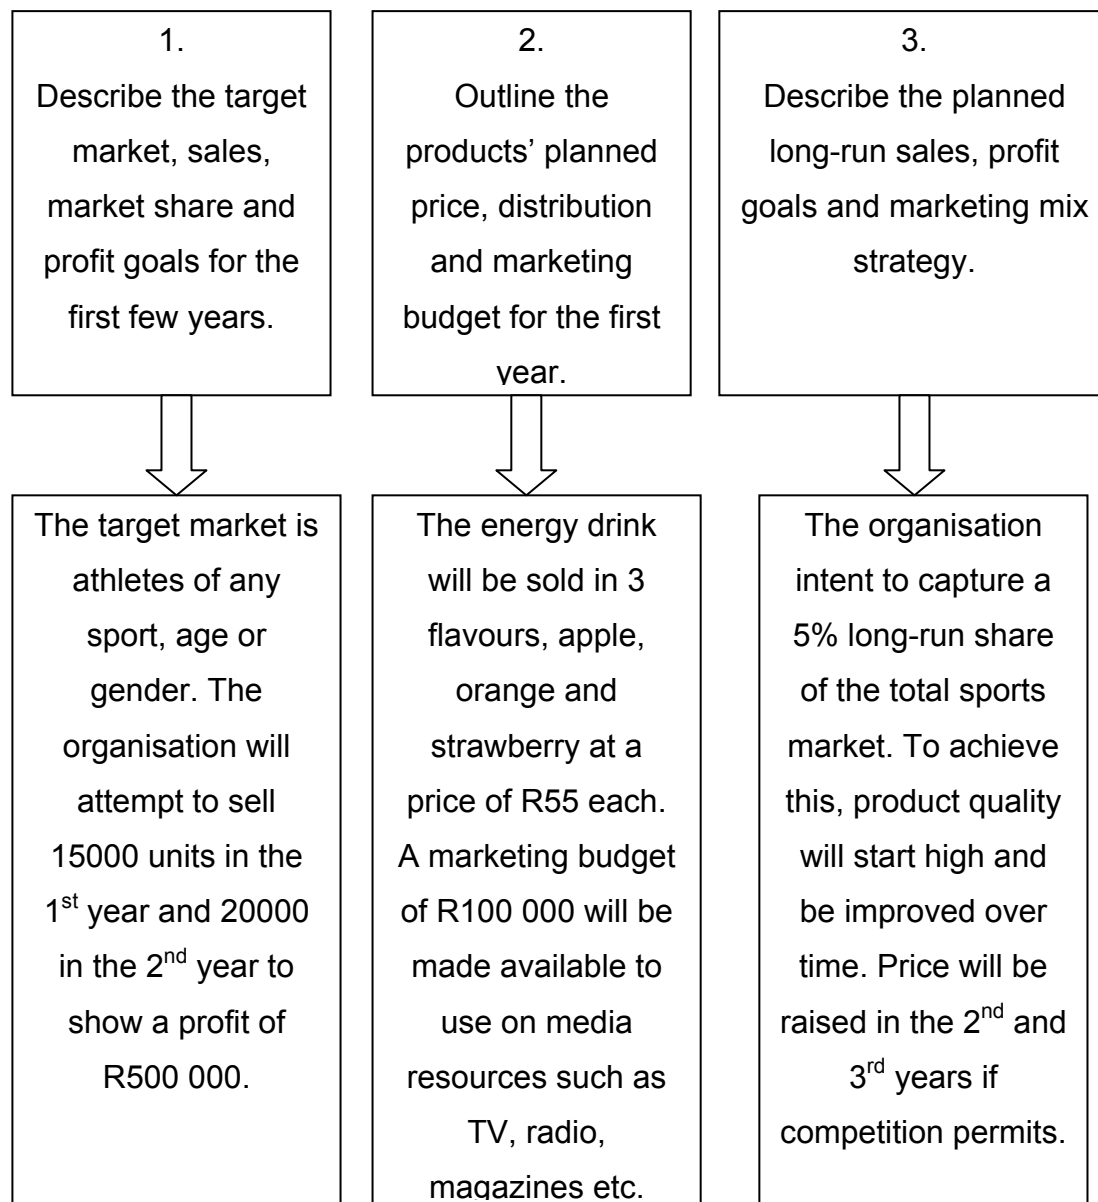 1.
Describe the target
market, sales,
market share and
profit goals for the
first few years.
2.
Outline the
products’ planned
price, distribution
and marketing
budget for the first
year.
3.
Describe the planned
long-run sales, profit
goals and marketing mix
strategy.
The target market is
athletes of any
sport, age or
gender. The
organisation will
attempt to sell
15000 units in the
1st year and 20000
in the 2nd year to
show a profit of
R500 000.
The energy drink
will be sold in 3
flavours, apple,
orange and
strawberry at a
price of R55 each.
A marketing budget
of R100 000 will be
made available to
use on media
resources such as
TV, radio,
magazines etc.
The organisation
intent to capture a
5% long-run share
of the total sports
market. To achieve
this, product quality
will start high and
be improved over
time. Price will be
raised in the 2nd and
3rd years if
competition permits.